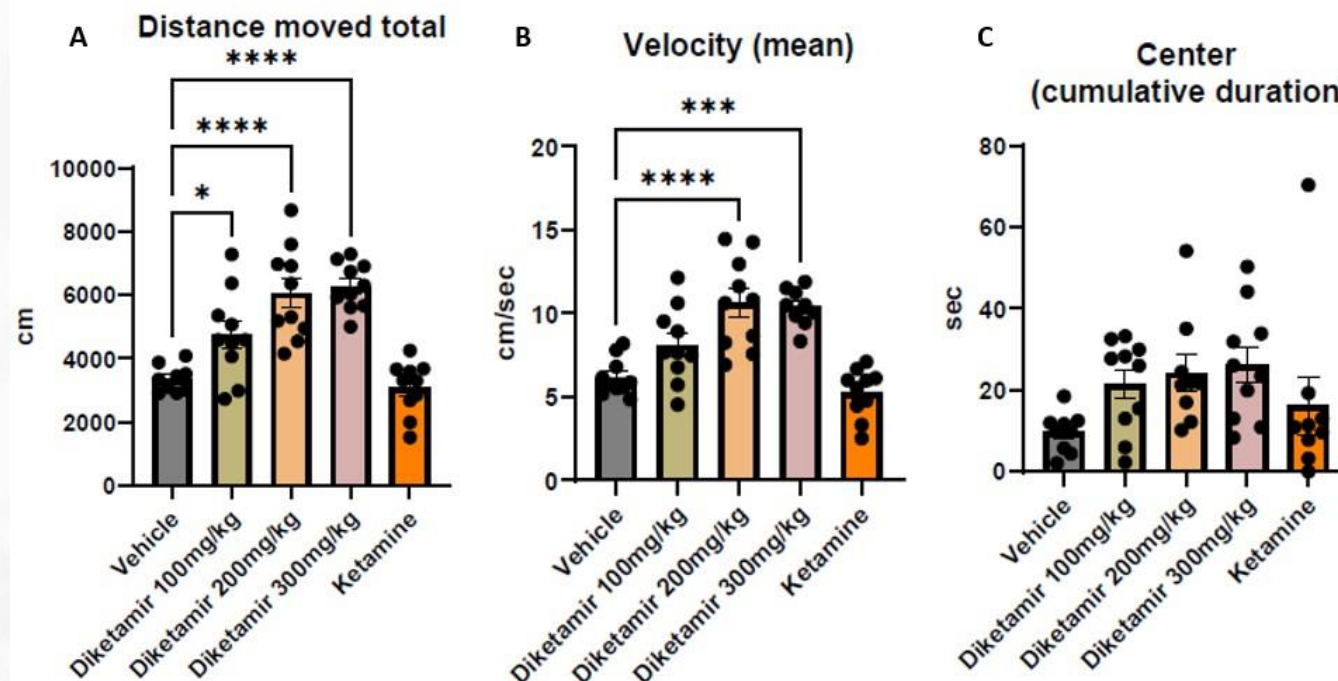 A
Distance moved total
****
****
*
10000
8000
6000
4000
2000
0
cm
Vehicle
Diketamir 100mg/kg
Diketamir 200mg/kg
Diketamir 300mg/kg
Ketamine
B
Velocity (mean)
***
****
20
15
10
5
0
cm/sec
Vehicle
Diketamir 100mg/kg
Diketamir 200mg/kg
Diketamir 300mg/kg
Ketamine
C
Center
(cumulative duration
80
60
40
20
0
sec
Vehicle
Diketamir 100mg/kg
Diketamir 200mg/kg
Diketamir 300mg/kg
Ketamine